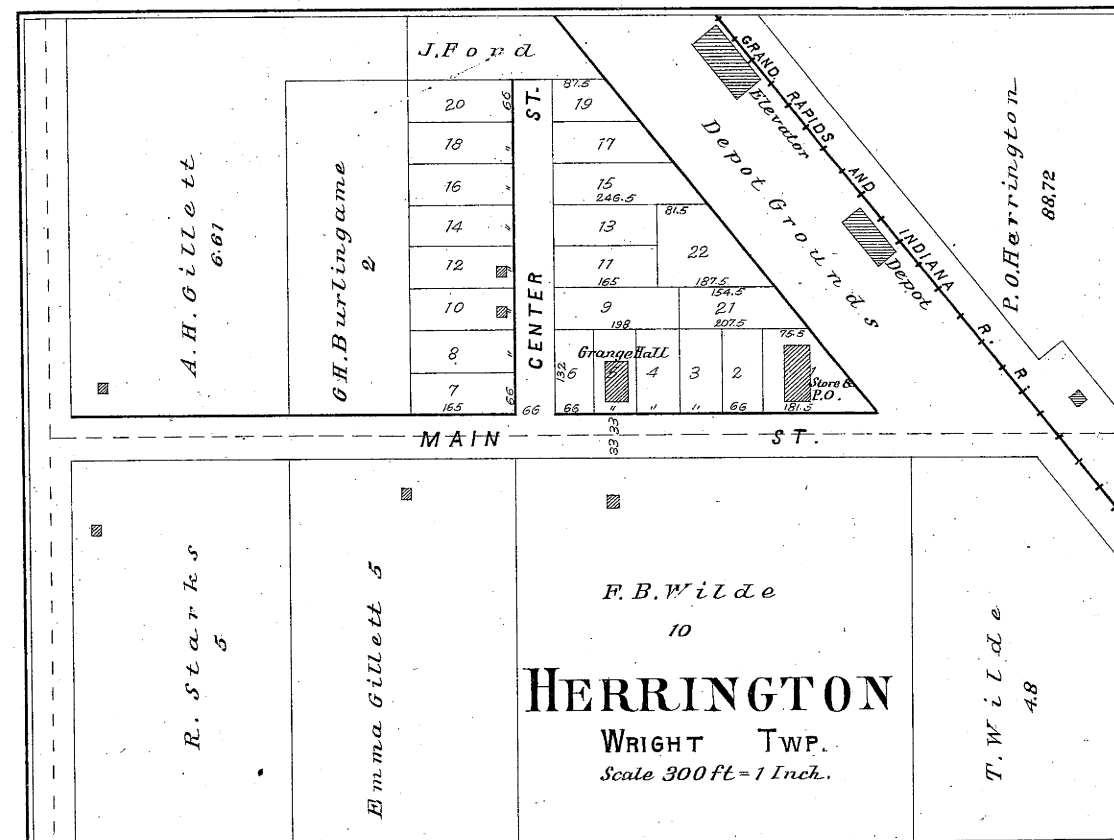 J. Ford
A. H. Gillett
6.61
G H. Burlingame
2
20
66
18
"
16
"
14
"
12
"
10
8
"
7
66
165
CENTER ST.
66
87.5
19
17
15
246.5
13
81.5
22
11
165
187.5
154.5
9
21
198
207.5
75.5
Grange Hall
132
6
5
4
3
2
1
Store &
P.O.
66
"
"
"
66
181.5
Elevator
Depot Grounds
Depot
GRAND RAPIDS AND INDIANA R. R.
P. O. Herrington
88.72
MAIN ST.
33 33
R. Starks
5
Emma Gillett 5
F. B. Wilde
10
HERRINGTON
WRIGHT TWP.
Scale 300 ft = 1 Inch.
T. Wilde
4.8